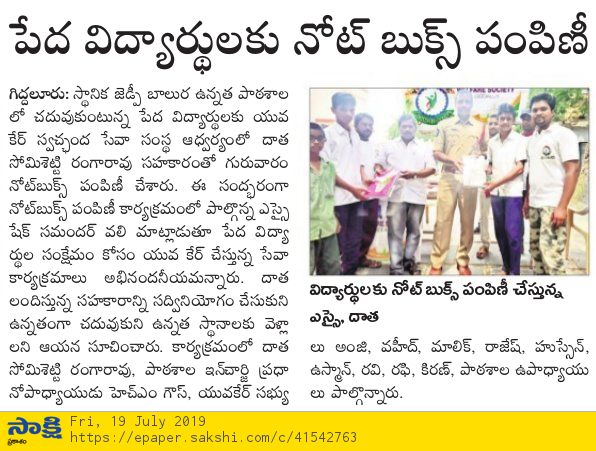 పేద విద్యార్థులకు నోట్ బుక్స్ పంపిణీ
గిద్దలూరు: స్థానిక జెడ్పీ బాలుర ఉన్నత పాఠశాల
లో చదువుకుంటున్న పేద విద్యార్థులకు యువ
కేర్ స్వచ్ఛంద సేవా సంస్థ ఆధ్వర్యంలో దాత
సోమిశెట్టి రంగారావు సహకారంతో గురువారం
నోట్‌బుక్స్ పంపిణీ చేశారు. ఈ సందర్భంగా
నోట్‌బుక్స్ పంపిణీ కార్యక్రమంలో పాల్గొన్న ఎస్సై
షేక్ సమందర్ వలి మాట్లాడుతూ పేద విద్యా
ర్థుల సంక్షేమం కోసం యువ కేర్ చేస్తున్న సేవా
కార్యక్రమాలు అభినందనీయమన్నారు. దాత
లందిస్తున్న సహకారాన్ని సద్వినియోగం చేసుకుని
ఉన్నతంగా చదువుకుని ఉన్నత స్థానాలకు వెళ్లా
లని ఆయన సూచించారు. కార్యక్రమంలో దాత
సోమిశెట్టి రంగారావు, పాఠశాల ఇన్‌చార్జి ప్రధా
నోపాధ్యాయుడు హెచ్ఎం గౌస్, యువకేర్ సభ్యు
FARE SOCIETY
విద్యార్థులకు నోట్ బుక్స్ పంపిణీ చేస్తున్న
ఎస్సై, దాత
లు అంజి, వహీద్, మాలిక్, రాజేష్, హుస్సేన్,
ఉస్మాన్, రవి, రఫి, కిరణ్, పాఠశాల ఉపాధ్యాయు
లు పాల్గొన్నారు.
సాక్షి
ప్రకాశం
Fri, 19 July 2019
https://epaper.sakshi.com/c/41542763